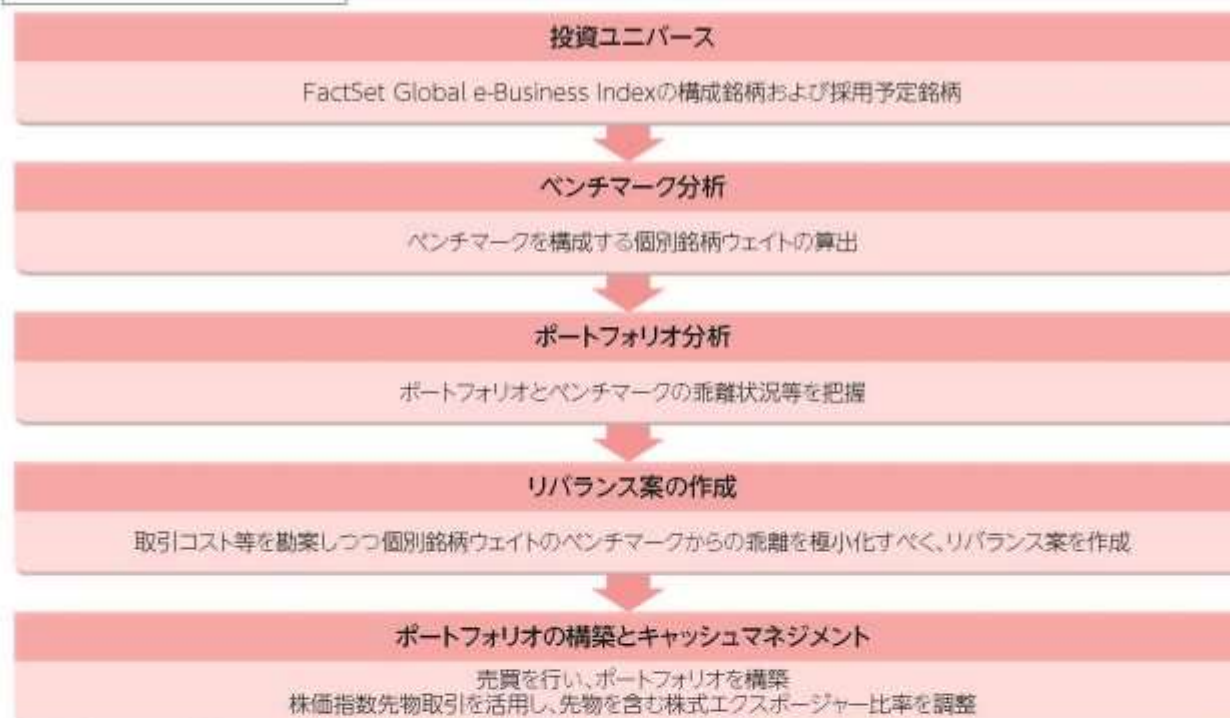 投資ユニバース
FactSet Global e-Business Indexの構成銘柄および採用予定銘柄
ベンチマーク分析
ベンチマークを構成する個別銘柄ウェイトの算出
ポートフォリオ分析
ポートフォリオとベンチマークの乖離状況等を把握
リバランス案の作成
取引コスト等を勘案しつつ個別銘柄ウェイトのベンチマークからの乖離を極小化すべく、リバランス案を作成
ポートフォリオの構築とキャッシュマネジメント
売買を行い、ポートフォリオを構築
株価指数先物取引を活用し、先物を含む株式エクスポージャー比率を調整